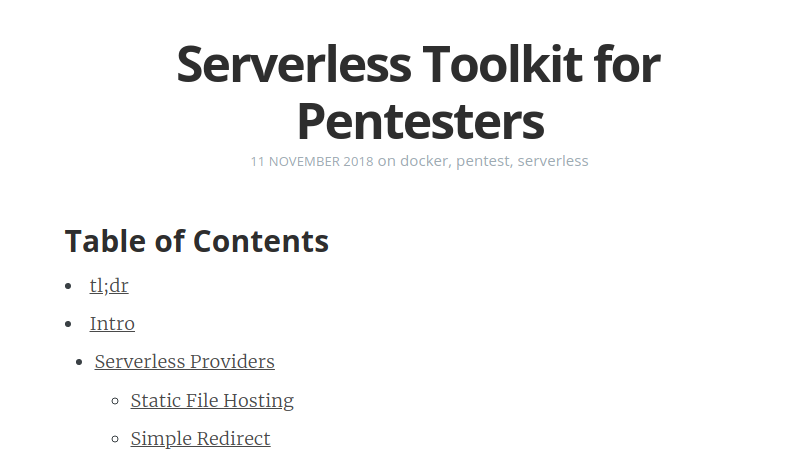 Serverless Toolkit for
Pentesters
11 NOVEMBER 2018 on docker, pentest, serverless
Table of Contents
tl;dr
Intro
Serverless Providers
Static File Hosting
Simple Redirect